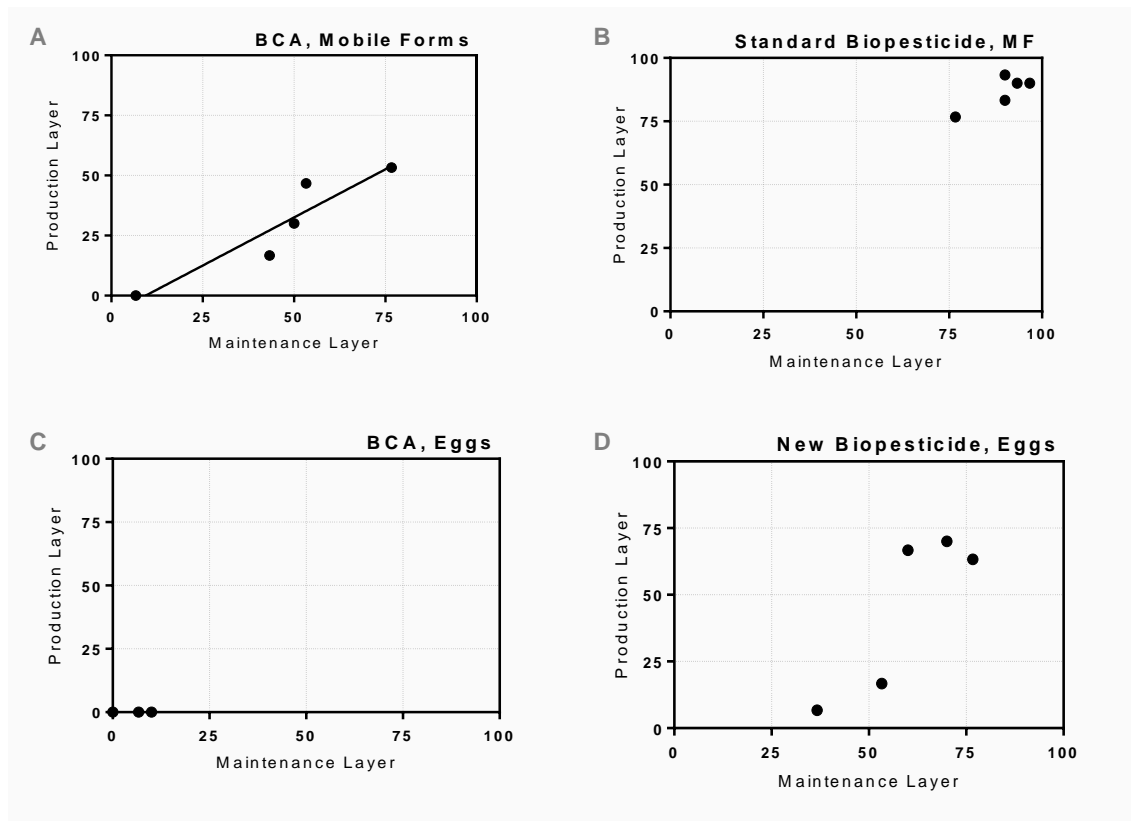 A
BCA, Mobile Forms
100
75
50
25
0
Production Layer
0 25 50 75 100
Maintenance Layer
B
Standard Biopesticide, MF
100
75
50
25
0
Production Layer
0 25 50 75 100
Maintenance Layer
C
BCA, Eggs
100
75
50
25
0
Production Layer
0 25 50 75 100
Maintenance Layer
D
New Biopesticide, Eggs
100
75
50
25
0
Production Layer
0 25 50 75 100
Maintenance Layer